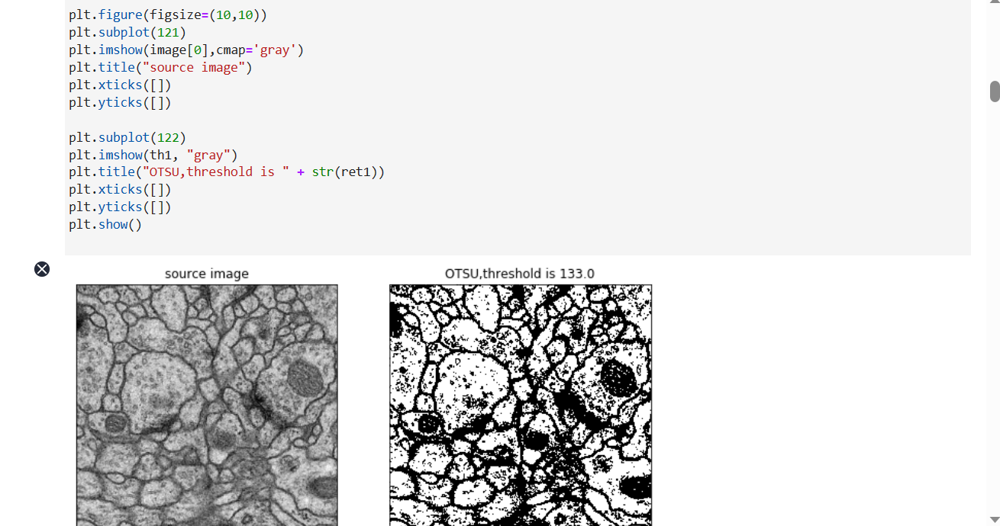 plt.figure(figsize=(10,10))
plt.subplot(121)
plt.imshow(image[0],cmap='gray')
plt.title("source image")
plt.xticks([])
plt.yticks([])
plt.subplot(122)
plt.imshow(th1, "gray")
plt.title("OTSU,threshold is " + str(ret1))
plt.xticks([])
plt.yticks([])
plt.show()
source image
OTSU,threshold is 133.0